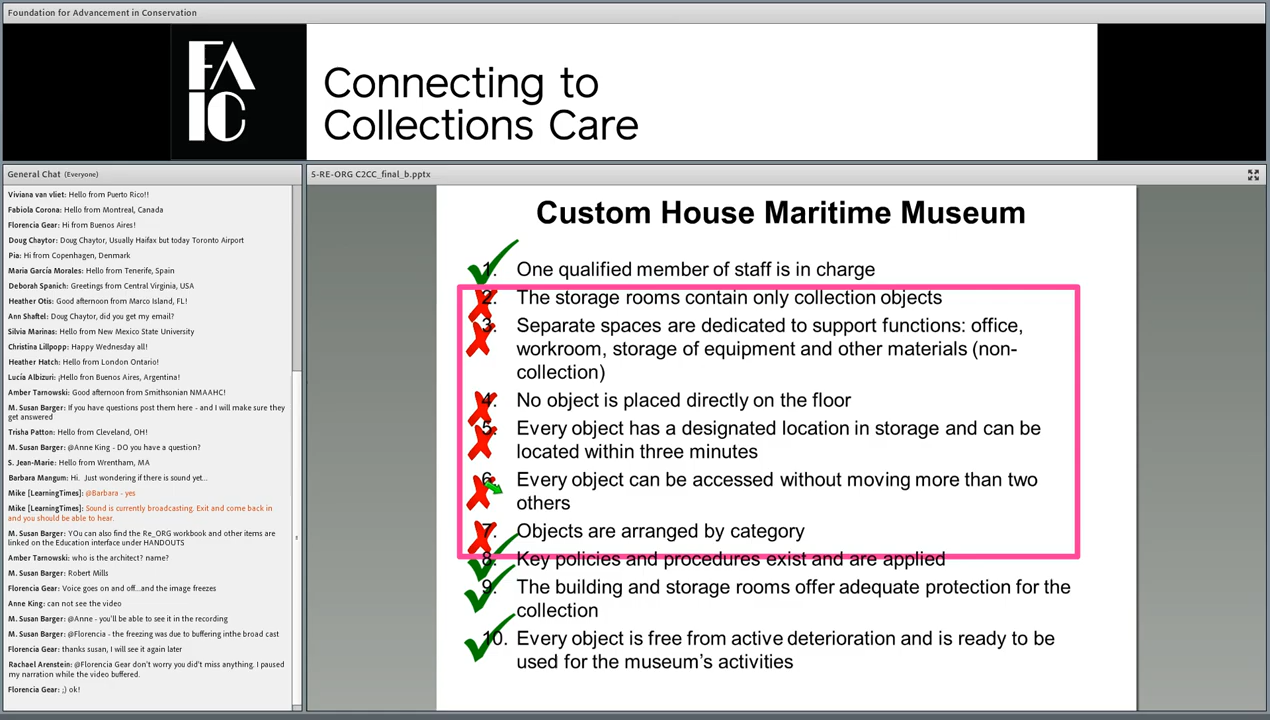 Foundation for Advancement in Conservation
FA
IC
Connecting to
Collections Care
General Chat (Everyone)
Viviana van vliet: Hello from Puerto Rico!!
Fabiola Corona: Hello from Montreal, Canada
Florencia Gear: Hi from Buenos Aires!
Doug Chaytor: Doug Chaytor, Usually Haifax but today Toronto Airport
Pia: Hi from Copenhagen, Denmark
Maria García Morales: Hello from Tenerife, Spain
Deborah Spanich: Greetings from Central Virginia, USA
Heather Otis: Good afternoon from Marco Island, FL!
Ann Shaftel: Doug Chaytor, did you get my email?
Silvia Marinas: Hello from New Mexico State University
Christina Lillpopp: Happy Wednesday all!
Heather Hatch: Hello from London Ontario!
Lucía Albizuri: ¡Hello fron Buenos Aires, Argentina!
Amber Tarnowski: Good afternoon from Smithsonian NMAAHC!
M. Susan Barger: If you have questions post them here - and I will make sure they
get answered
Trisha Patton: Hello from Cleveland, OH!
M. Susan Barger: @Anne King - DO you have a question?
S. Jean-Marie: Hello from Wrentham, MA
Barbara Mangum: Hi. Just wondering if there is sound yet...
Mike [LearningTimes]: @Barbara - yes
Mike [LearningTimes]: Sound is currently broadcasting. Exit and come back in
and you should be able to hear.
M. Susan Barger: YOu can also find the Re_ORG workbook and other items are
linked on the Education interface under HANDOUTS
Amber Tarnowski: who is the architect? name?
M. Susan Barger: Robert Mills
Florencia Gear: Voice goes on and off...and the image freezes
Anne King: can not see the video
M. Susan Barger: @Anne - you'll be able to see it in the recording
M. Susan Barger: @Florencia - the freezing was due to buffering inthe broad cast
Florencia Gear: thanks susan, I will see it again later
Rachael Arenstein: @Florencia Gear don't worry you did't miss anything. I paused
my narration while the video buffered.
Florencia Gear: ;) ok!
5-RE-ORG C2CC_final_b.pptx
Custom House Maritime Museum
1. One qualified member of staff is in charge
2. The storage rooms contain only collection objects
3. Separate spaces are dedicated to support functions: office,
workroom, storage of equipment and other materials (non-
collection)
4. No object is placed directly on the floor
5. Every object has a designated location in storage and can be
located within three minutes
6. Every object can be accessed without moving more than two
others
7. Objects are arranged by category
8. Key policies and procedures exist and are applied
9. The building and storage rooms offer adequate protection for the
collection
10. Every object is free from active deterioration and is ready to be
used for the museum's activities